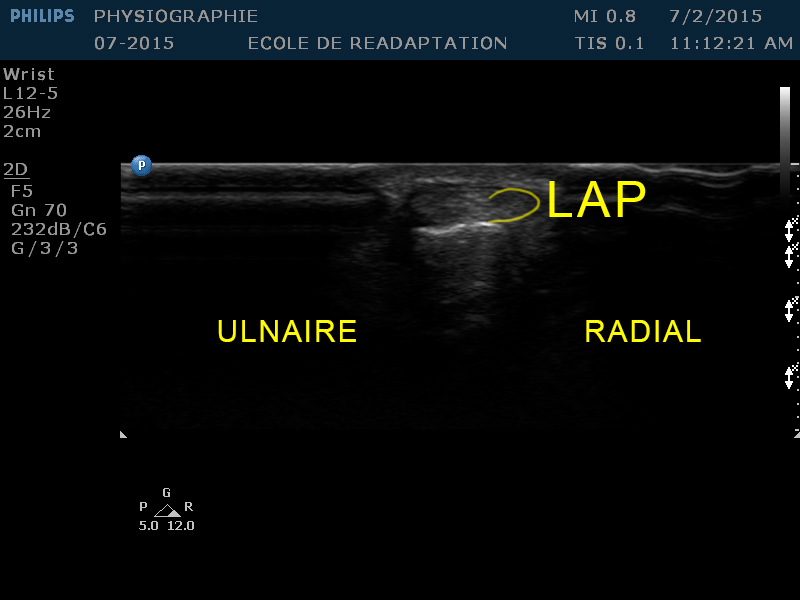 PHILIPS PHYSIOGRAPHIE MI 0.8 7/2/2015
07-2015 ECOLE DE READAPTATION TIS 0.1 11:12:21 AM
Wrist
L12-5
26Hz
2cm
P
2D
F5
Gn 70
232dB/C6
G/3/3
LAP
ULNAIRE RADIAL
G
P R
5.0 12.0